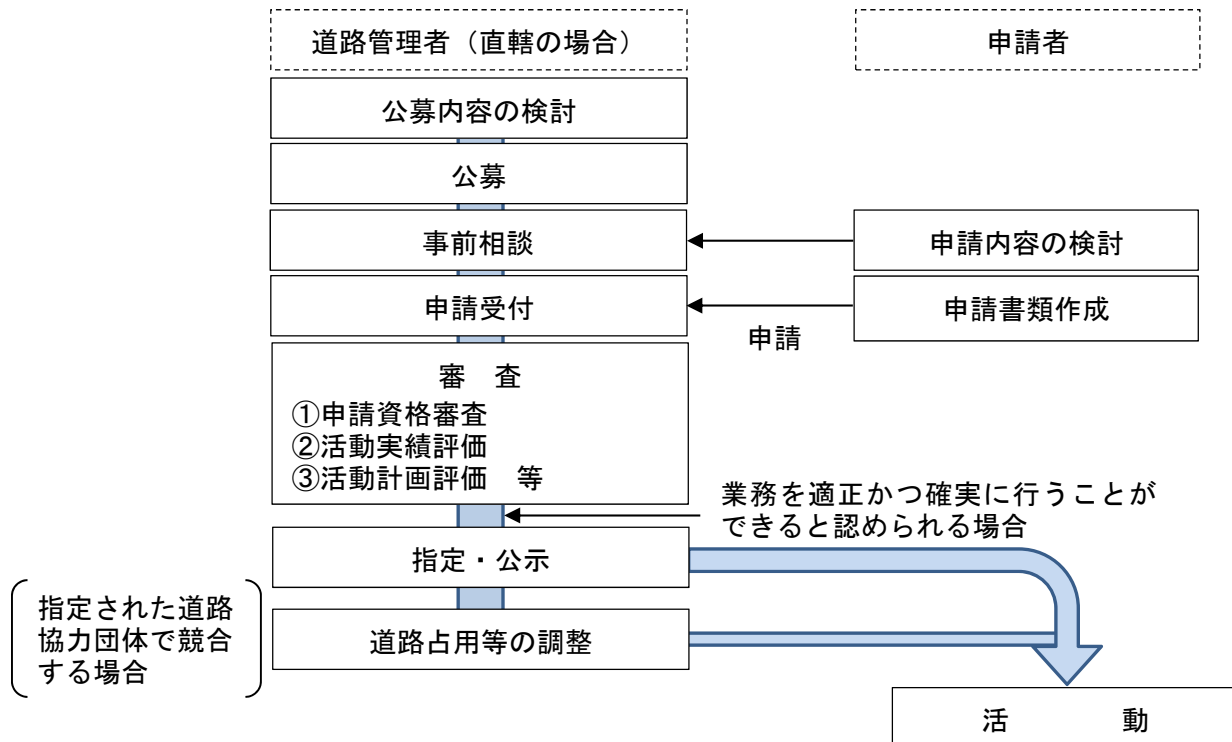 道路管理者（直轄の場合）
申請者
公募内容の検討
公募
事前相談
申請内容の検討
申請受付
申請書類作成
申請
審　査
①申請資格審査
②活動実績評価
③活動計画評価　等
業務を適正かつ確実に行うことが
できると認められる場合
指定・公示
指定された道路
協力団体で競合
する場合
道路占用等の調整
活　　　動